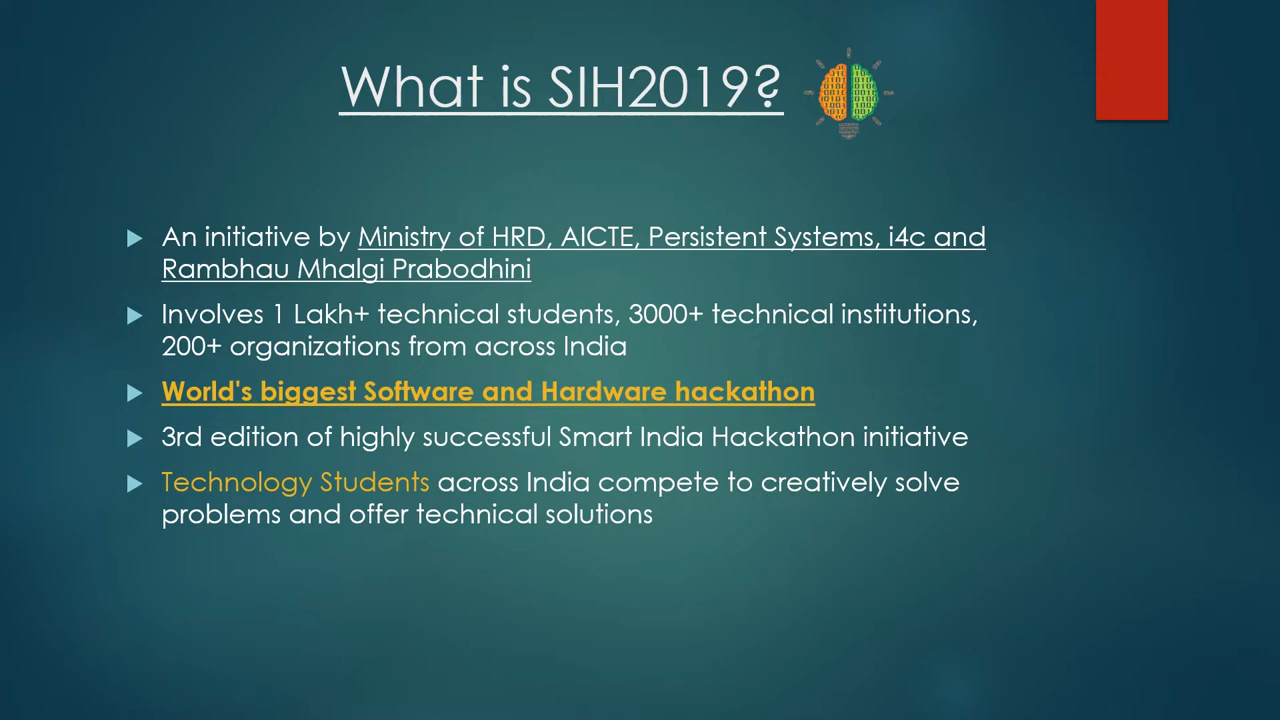 What is SIH2019?
An initiative by Ministry of HRD, AICTE, Persistent Systems, i4c and
Rambhau Mhalgi Prabodhini
Involves 1 Lakh+ technical students, 3000+ technical institutions,
200+ organizations from across India
World's biggest Software and Hardware hackathon
3rd edition of highly successful Smart India Hackathon initiative
Technology Students across India compete to creatively solve
problems and offer technical solutions